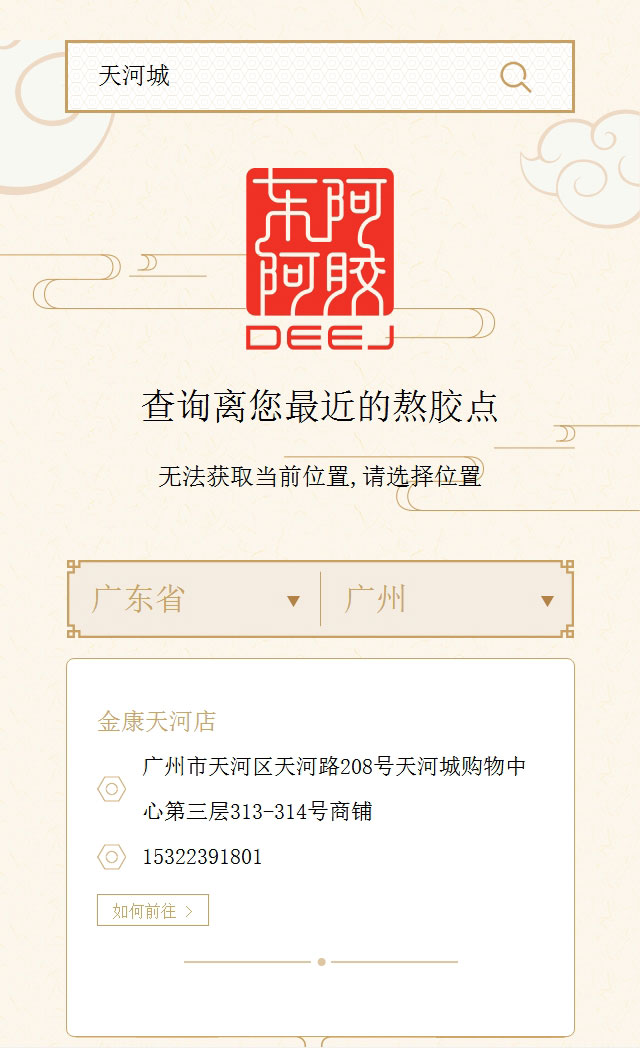 天河城
东阿
阿胶
DEEJ
查询离您最近的熬胶点
无法获取当前位置,请选择位置
广东省 广州
金康天河店
广州市天河区天河路208号天河城购物中
心第三层313-314号商铺
15322391801
如何前往